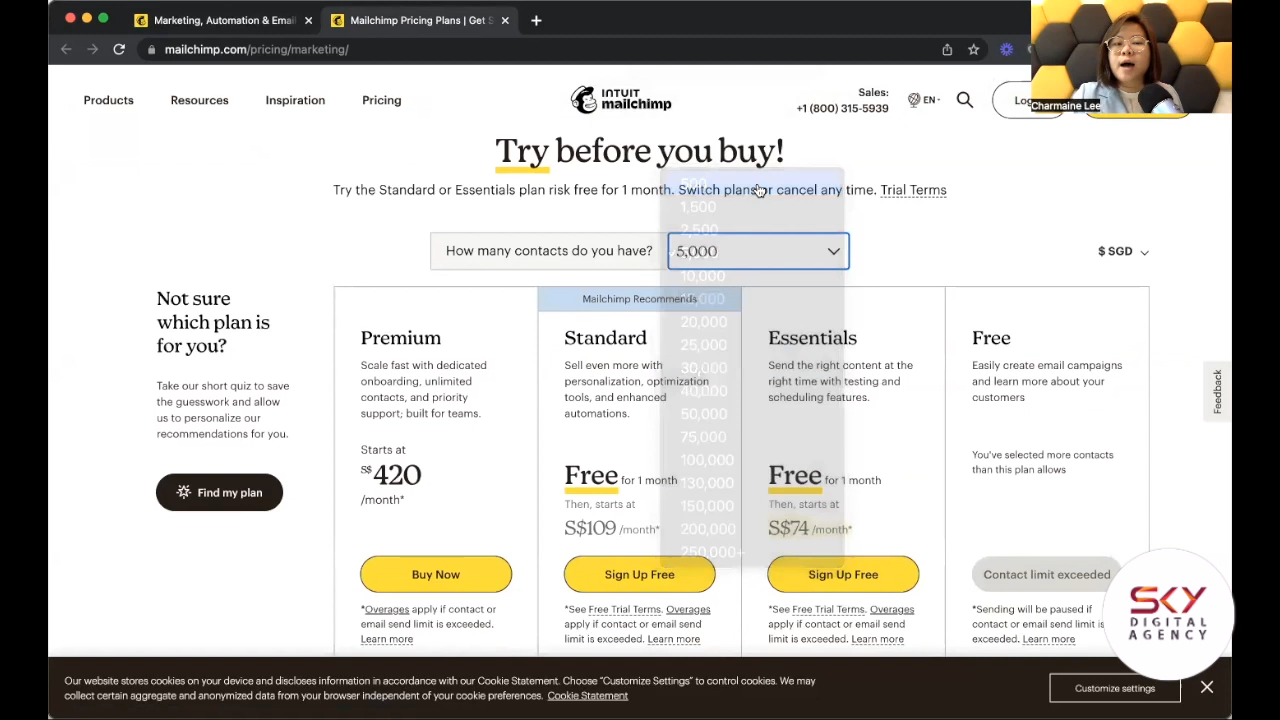 Marketing, Automation & Email
Mailchimp Pricing Plans | Get S
mailchimp.com/pricing/marketing/
Charmaine Lee
Products
Resources
Inspiration
Pricing
INTUIT
mailchimp
Sales:
+1 (800) 315-5939
EN
Try before you buy!
Try the Standard or Essentials plan risk free for 1 month. Switch plans or cancel any time. Trial Terms
How many contacts do you have?
5,000
$ SGD
500
1,500
2,500
10,000
15,000
20,000
25,000
30,000
40,000
50,000
75,000
100,000
130,000
150,000
200,000
250,000+
Not sure
which plan is
for you?
Take our short quiz to save
the guesswork and allow
us to personalize our
recommendations for you.
Find my plan
Premium
Scale fast with dedicated
onboarding, unlimited
contacts, and priority
support; built for teams.
Starts at
S$420
/month*
Buy Now
*Overages apply if contact or
email send limit is exceeded.
Learn more
Mailchimp Recommends
Standard
Sell even more with
personalization, optimization
tools, and enhanced
automations.
Free for 1 month
Then, starts at
S$109 /month*
Sign Up Free
*See Free Trial Terms. Overages
apply if contact or email send
limit is exceeded. Learn more
Essentials
Send the right content at the
right time with testing and
scheduling features.
Free for 1 month
Then, starts at
S$74 /month*
Sign Up Free
*See Free Trial Terms. Overages
apply if contact or email send
limit is exceeded. Learn more
Free
Easily create email campaigns
and learn more about your
customers
You've selected more contacts
than this plan allows
Contact limit exceeded
*Sending will be paused if
contact or email send limit is
exceeded. Learn more
Feedback
SKY
DIGITAL
AGENCY
Our website stores cookies on your device and discloses information in accordance with our Cookie Statement. Choose "Customize Settings" to control cookies. We may
collect certain aggregate and anonymized data from your browser independent of your cookie preferences. Cookie Statement
Customize settings